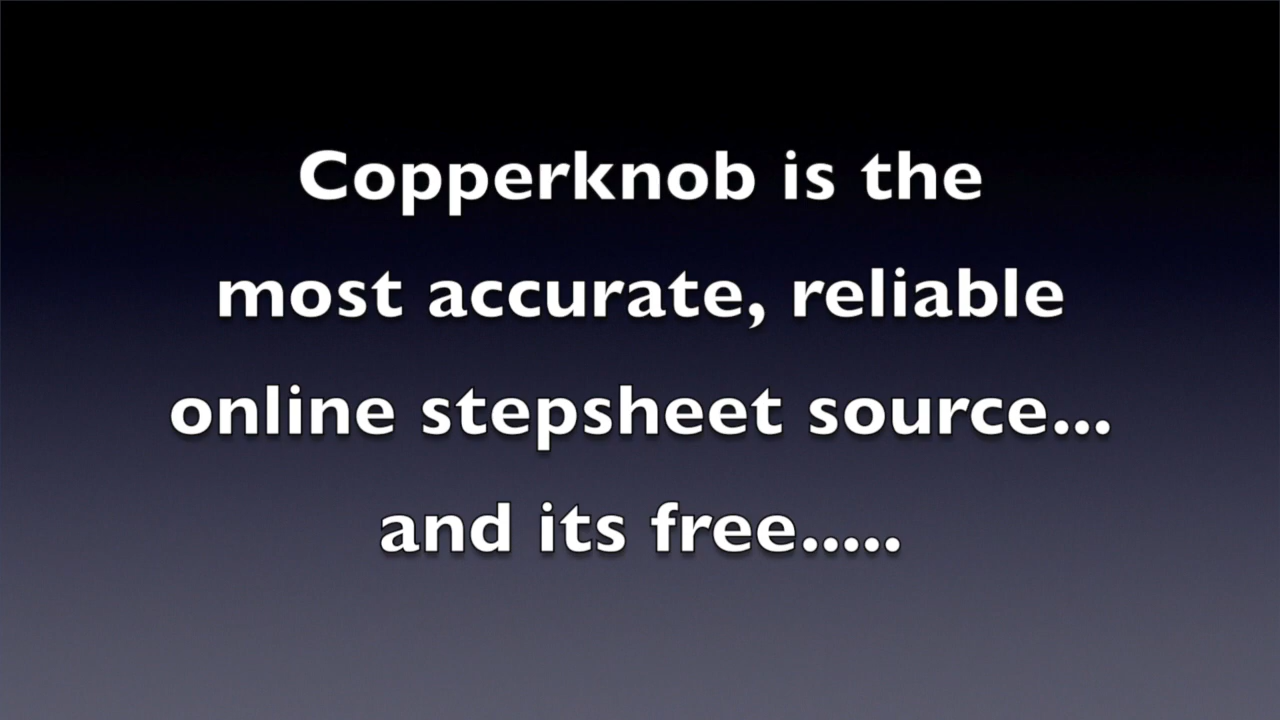 Copperknob is the
most accurate, reliable
online stepsheet source...
and its free.....